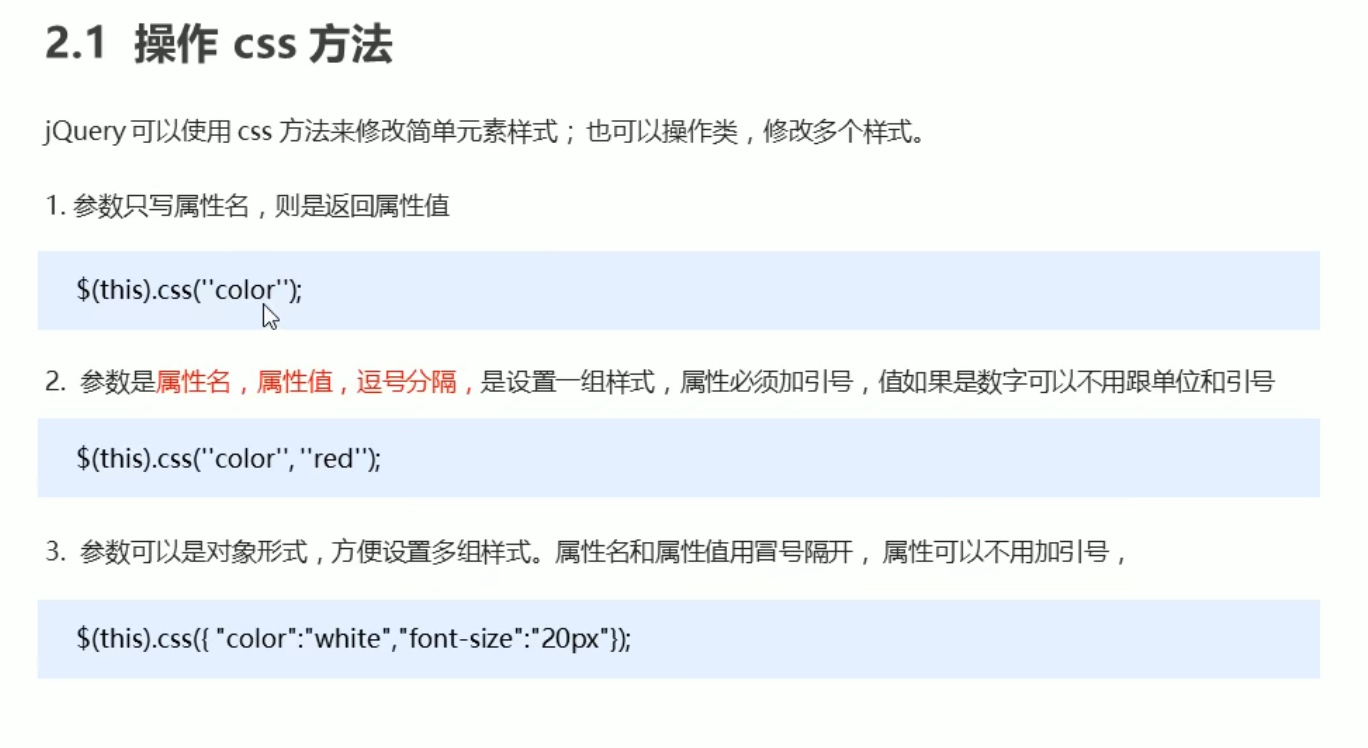 2.1 操作 css 方法
jQuery 可以使用 css 方法来修改简单元素样式； 也可以操作类，修改多个样式。
1. 参数只写属性名，则是返回属性值
$(this).css(''color'');
2. 参数是属性名，属性值，逗号分隔，是设置一组样式，属性必须加引号，值如果是数字可以不用跟单位和引号
$(this).css(''color'', ''red'');
3. 参数可以是对象形式，方便设置多组样式。属性名和属性值用冒号隔开， 属性可以不用加引号，
$(this).css({ "color":"white","font-size":"20px"});